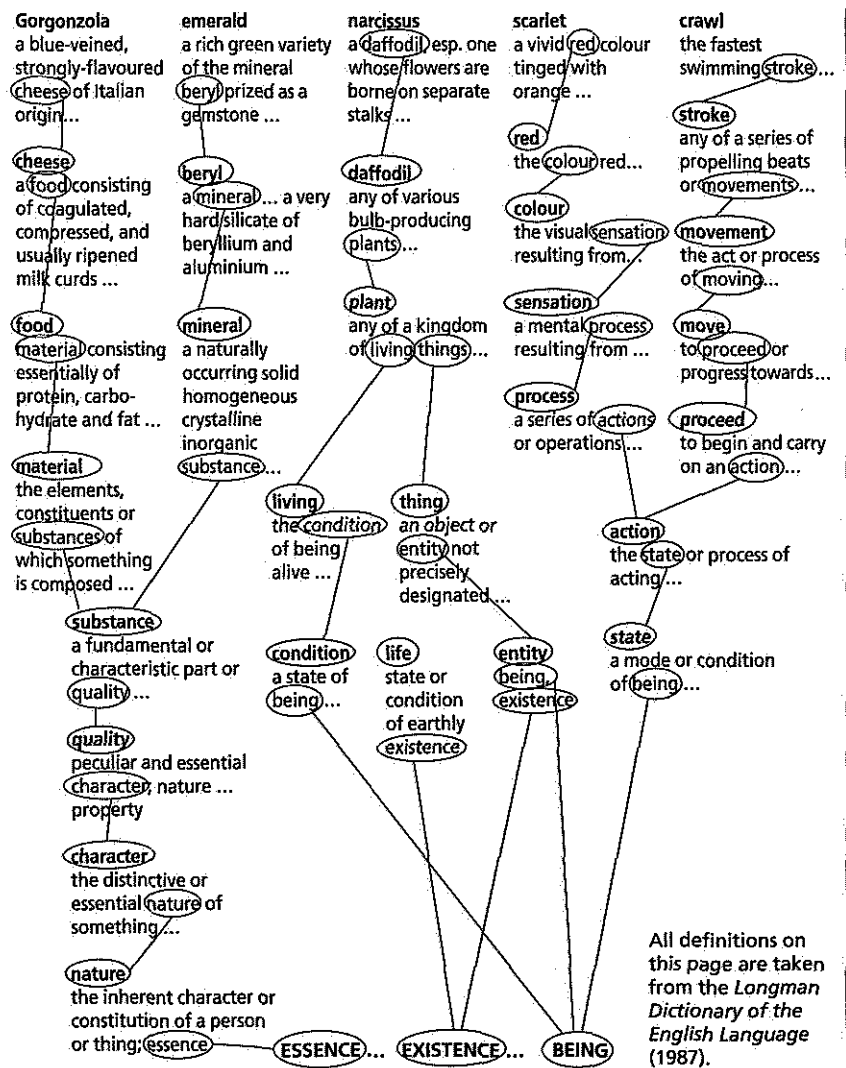 Gorgonzola
a blue-veined,
strongly-flavoured
cheese of Italian
origin...
cheese
a food consisting
of coagulated,
compressed, and
usually ripened
milk curds ...
food
material consisting
essentially of
protein, carbo-
hydrate and fat ...
material
the elements,
constituents or
substances of
which something
is composed ...
substance
a fundamental or
characteristic part or
quality ...
quality
peculiar and essential
character, nature ...
property
character
the distinctive or
essential nature of
something ...
nature
the inherent character or
constitution of a person
or thing; essence
emerald
a rich green variety
of the mineral
beryl prized as a
gemstone ...
beryl
a mineral ... a very
hard silicate of
beryllium and
aluminium ...
mineral
a naturally
occurring solid
homogeneous
crystalline
inorganic
substance ...
narcissus
a daffodil, esp. one
whose flowers are
borne on separate
stalks ...
daffodil
any of various
bulb-producing
plants ...
plant
any of a kingdom
of living things ...
living
the condition
of being
alive ...
condition
a state of
being ...
thing
an object or
entity not
precisely
designated ...
life
state or
condition
of earthly
existence
entity
being,
existence
scarlet
a vivid red colour
tinged with
orange ...
red
the colour red...
colour
the visual sensation
resulting from...
sensation
a mental process
resulting from ...
process
a series of actions
or operations ...
crawl
the fastest
swimming stroke ...
stroke
any of a series of
propelling beats
or movements ...
movement
the act or process
of moving...
move
to proceed or
progress towards...
proceed
to begin and carry
on an action ...
action
the state or process of
acting ...
state
a mode or condition
of being ...
ESSENCE ... EXISTENCE ... BEING
All definitions on
this page are taken
from the Longman
Dictionary of the
English Language
(1987).